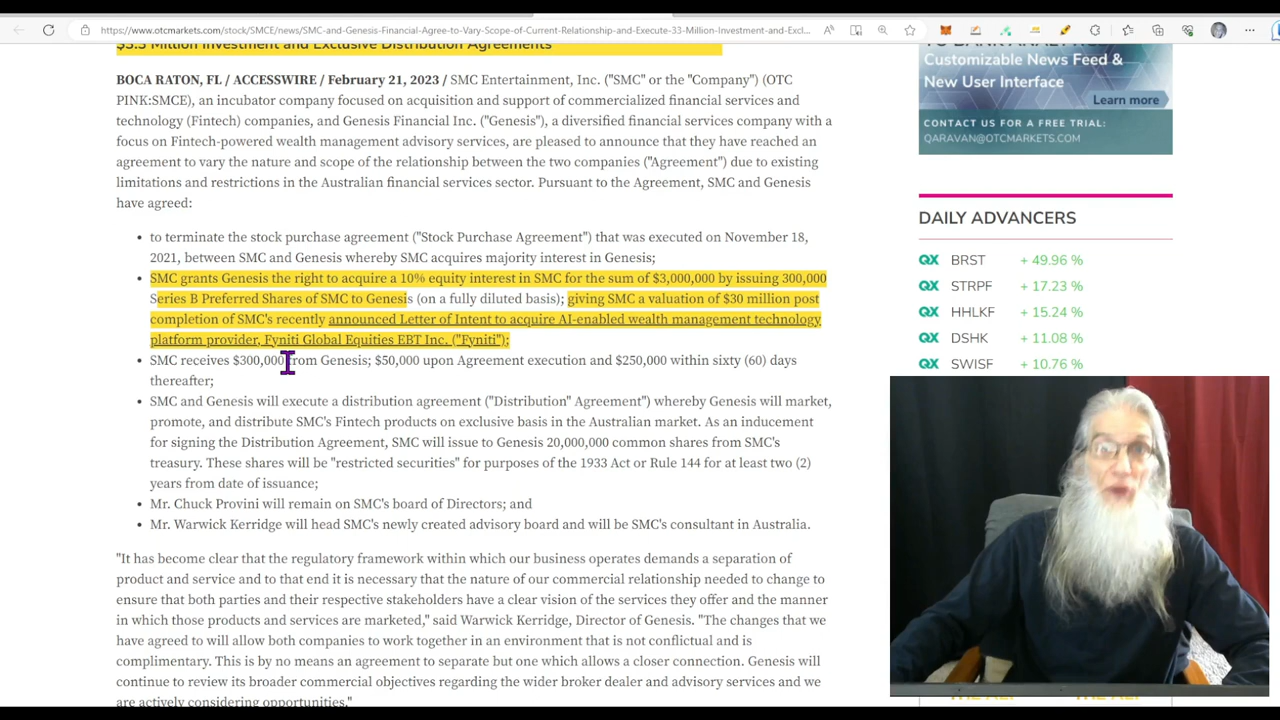 https://www.otcmarkets.com/stock/SMCE/news/SMC-and-Genesis-Financial-Agree-to-Vary-Scope-of-Current-Relationship-and-Execute-33-Million-Investment-and-Excl...
$3.3 Million Investment and Exclusive Distribution Agreements
BOCA RATON, FL / ACCESSWIRE / February 21, 2023 / SMC Entertainment, Inc. ("SMC" or the "Company") (OTC
PINK:SMCE), an incubator company focused on acquisition and support of commercialized financial services and
technology (Fintech) companies, and Genesis Financial Inc. ("Genesis"), a diversified financial services company with a
focus on Fintech-powered wealth management advisory services, are pleased to announce that they have reached an
agreement to vary the nature and scope of the relationship between the two companies ("Agreement") due to existing
limitations and restrictions in the Australian financial services sector. Pursuant to the Agreement, SMC and Genesis
have agreed:
• to terminate the stock purchase agreement ("Stock Purchase Agreement") that was executed on November 18,
2021, between SMC and Genesis whereby SMC acquires majority interest in Genesis;
• SMC grants Genesis the right to acquire a 10% equity interest in SMC for the sum of $3,000,000 by issuing 300,000
Series B Preferred Shares of SMC to Genesis (on a fully diluted basis); giving SMC a valuation of $30 million post
completion of SMC's recently announced Letter of Intent to acquire AI-enabled wealth management technology
platform provider, Fyniti Global Equities EBT Inc. ("Fyniti");
• SMC receives $300,000 from Genesis; $50,000 upon Agreement execution and $250,000 within sixty (60) days
thereafter;
• SMC and Genesis will execute a distribution agreement ("Distribution" Agreement") whereby Genesis will market,
promote, and distribute SMC's Fintech products on exclusive basis in the Australian market. As an inducement
for signing the Distribution Agreement, SMC will issue to Genesis 20,000,000 common shares from SMC's
treasury. These shares will be "restricted securities" for purposes of the 1933 Act or Rule 144 for at least two (2)
years from date of issuance;
• Mr. Chuck Provini will remain on SMC's board of Directors; and
• Mr. Warwick Kerridge will head SMC's newly created advisory board and will be SMC's consultant in Australia.
"It has become clear that the regulatory framework within which our business operates demands a separation of
product and service and to that end it is necessary that the nature of our commercial relationship needed to change to
ensure that both parties and their respective stakeholders have a clear vision of the services they offer and the manner
in which those products and services are marketed," said Warwick Kerridge, Director of Genesis. "The changes that we
have agreed to will allow both companies to work together in an environment that is not conflictual and is
complimentary. This is by no means an agreement to separate but one which allows a closer connection. Genesis will
continue to review its broader commercial objectives regarding the wider broker dealer and advisory services and we
are actively considering opportunities."
TO BANK ANALYTICS
Customizable News Feed &
New User Interface
Learn more
CONTACT US FOR A FREE TRIAL:
QARAVAN@OTCMARKETS.COM
DAILY ADVANCERS
QX BRST + 49.96 %
QX STRPF + 17.23 %
QX HHLKF + 15.24 %
QX DSHK + 11.08 %
QX SWISF + 10.76 %